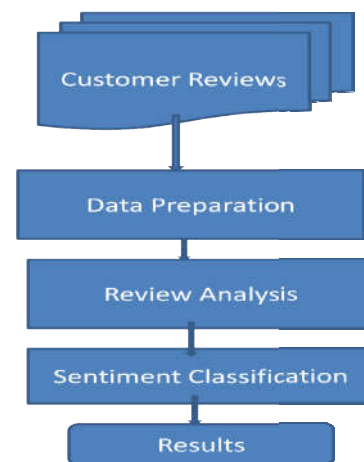 Customer Reviews
Data Preparation
Review Analysis
Sentiment Classification
Results